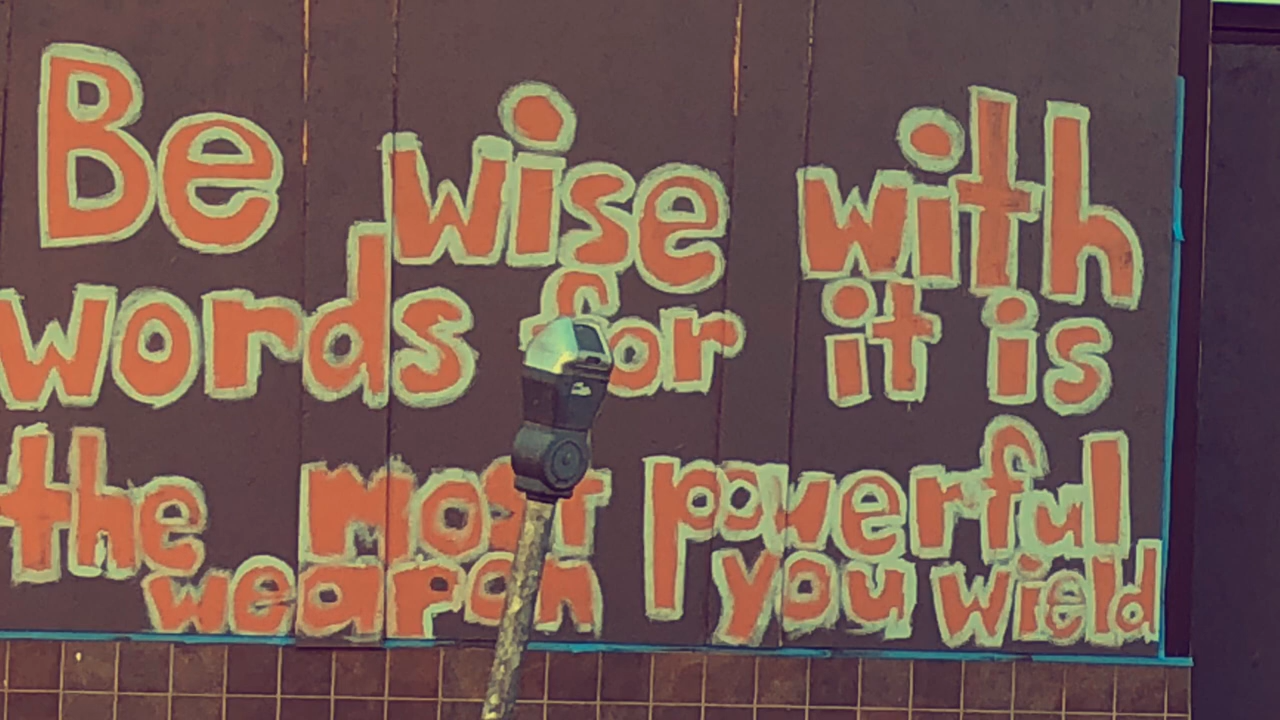 Be wise with
words for it is
the most powerful
weapon you wield